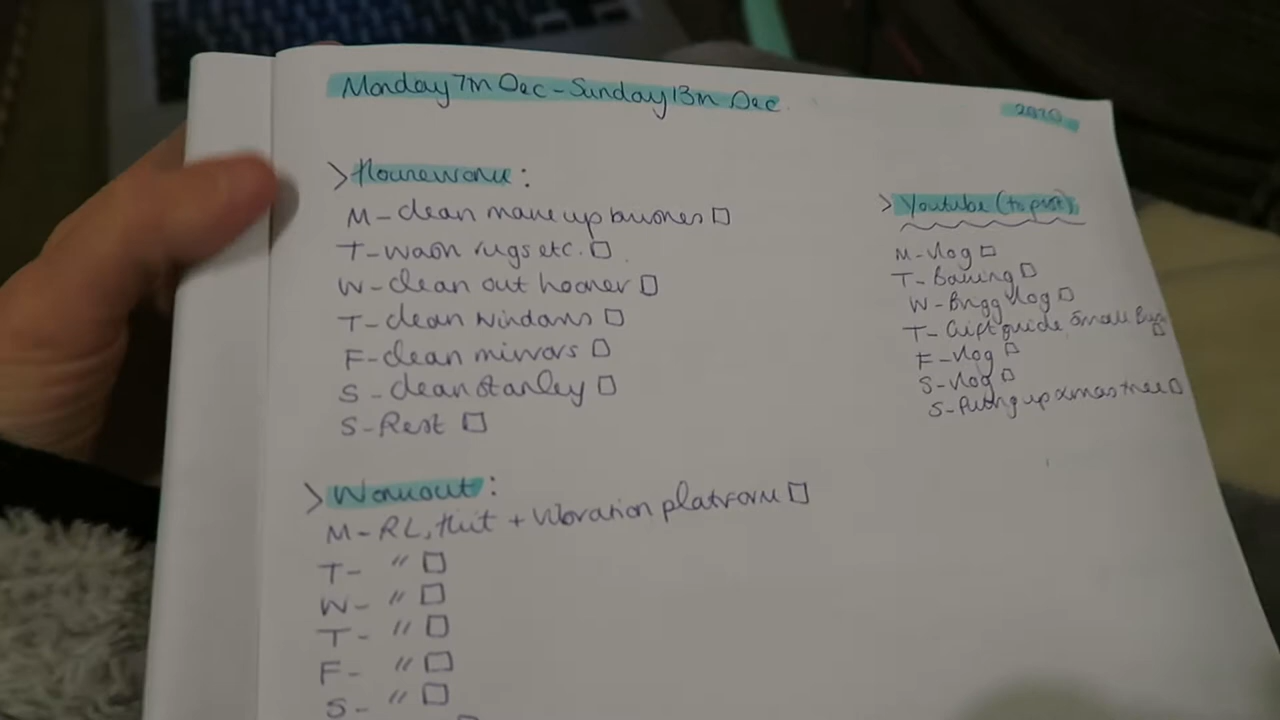 Monday 7th Dec - Sunday 13th Dec
2020
> Housework:
M - clean make up brushes
T - wash rugs etc.
W - clean out hoover
T - clean windows
F - clean mirrors
S - clean Stanley
S - Rest
> Youtube (to post)
M - vlog
T - Baking
W - Brigg vlog
T - Gift guide, Small
F - vlog
S - vlog
S - Putting up xmas tree
> Workout:
M - RL, + vibration platform
T - "
W - "
T - "
F - "
S - "